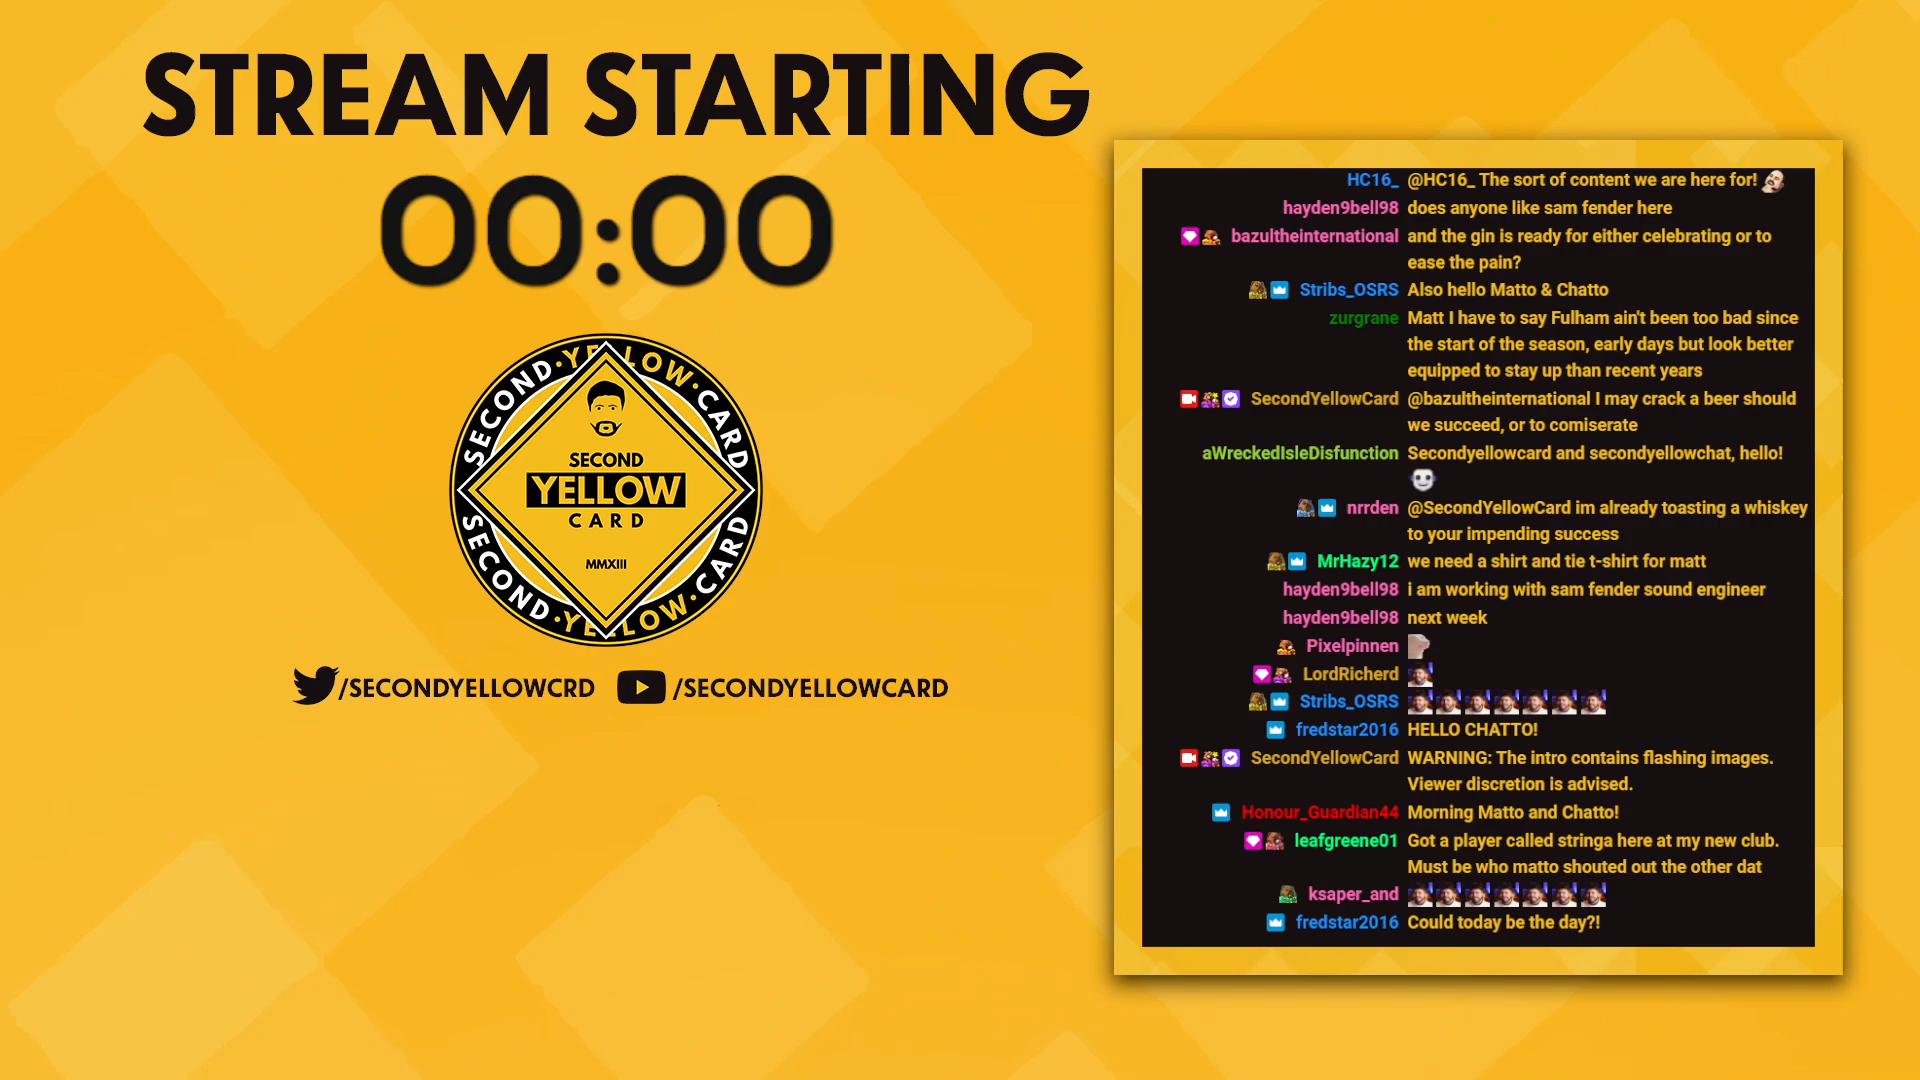 STREAM STARTING
00:00
SECOND·YELLOW·CARD
SECOND
YELLOW
CARD
MMXIII
SECOND·YELLOW·CARD
/SECONDYELLOWCRD /SECONDYELLOWCARD
HC16_ @HC16_ The sort of content we are here for!
hayden9bell98 does anyone like sam fender here
bazultheinternational and the gin is ready for either celebrating or to
ease the pain?
Stribs_OSRS Also hello Matto & Chatto
zurgrane Matt I have to say Fulham ain't been too bad since
the start of the season, early days but look better
equipped to stay up than recent years
SecondYellowCard @bazultheinternational I may crack a beer should
we succeed, or to comiserate
aWreckedIsleDisfunction Secondyellowcard and secondyellowchat, hello!
nrrden @SecondYellowCard im already toasting a whiskey
to your impending success
MrHazy12 we need a shirt and tie t-shirt for matt
hayden9bell98 i am working with sam fender sound engineer
hayden9bell98 next week
Pixelpinnen
LordRicherd
Stribs_OSRS
fredstar2016 HELLO CHATTO!
SecondYellowCard WARNING: The intro contains flashing images.
Viewer discretion is advised.
Honour_Guardian44 Morning Matto and Chatto!
leafgreene01 Got a player called stringa here at my new club.
Must be who matto shouted out the other dat
ksaper_and
fredstar2016 Could today be the day?!